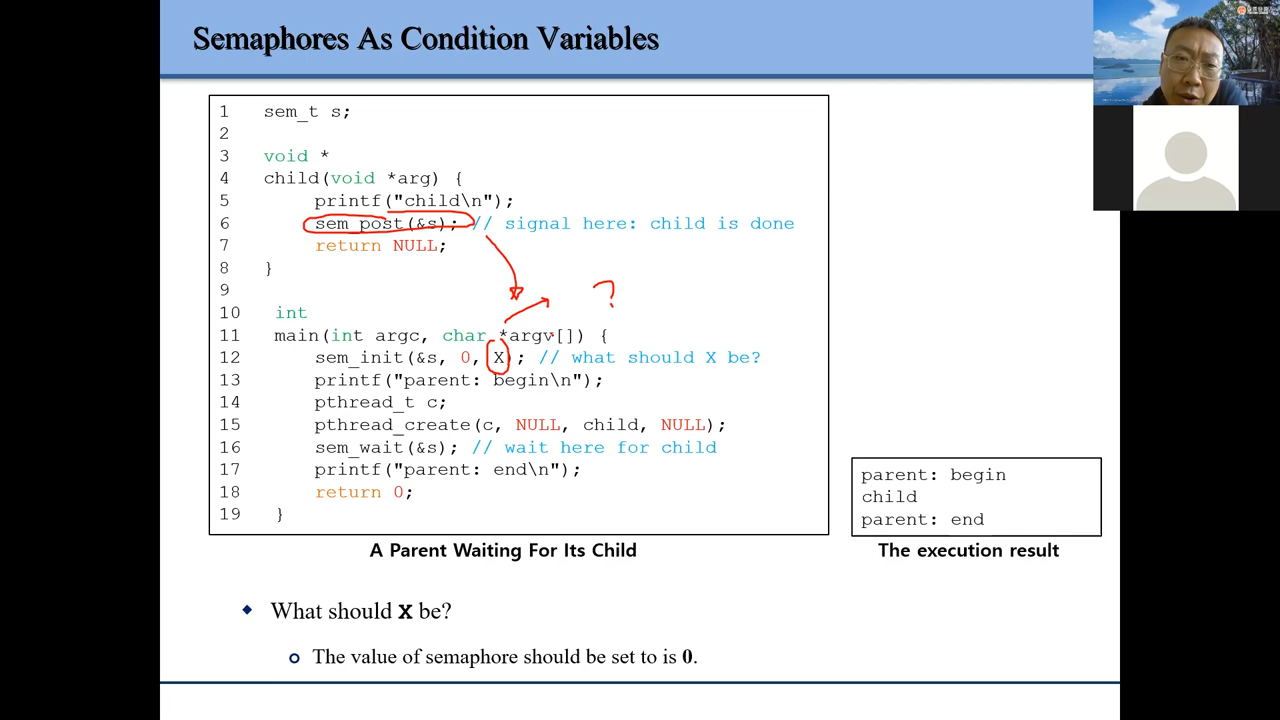 Semaphores As Condition Variables
1 sem_t s;
2
3 void *
4 child(void *arg) {
5 printf("child\n");
6 sem_post(&s); // signal here: child is done
7 return NULL;
8 }
9
?
10 int
11 main(int argc, char *argv[]) {
12 sem_init(&s, 0, X); // what should X be?
13 printf("parent: begin\n");
14 pthread_t c;
15 pthread_create(c, NULL, child, NULL);
16 sem_wait(&s); // wait here for child
17 printf("parent: end\n");
18 return 0;
19 }
parent: begin
child
parent: end
A Parent Waiting For Its Child
The execution result
What should X be?
The value of semaphore should be set to is 0.